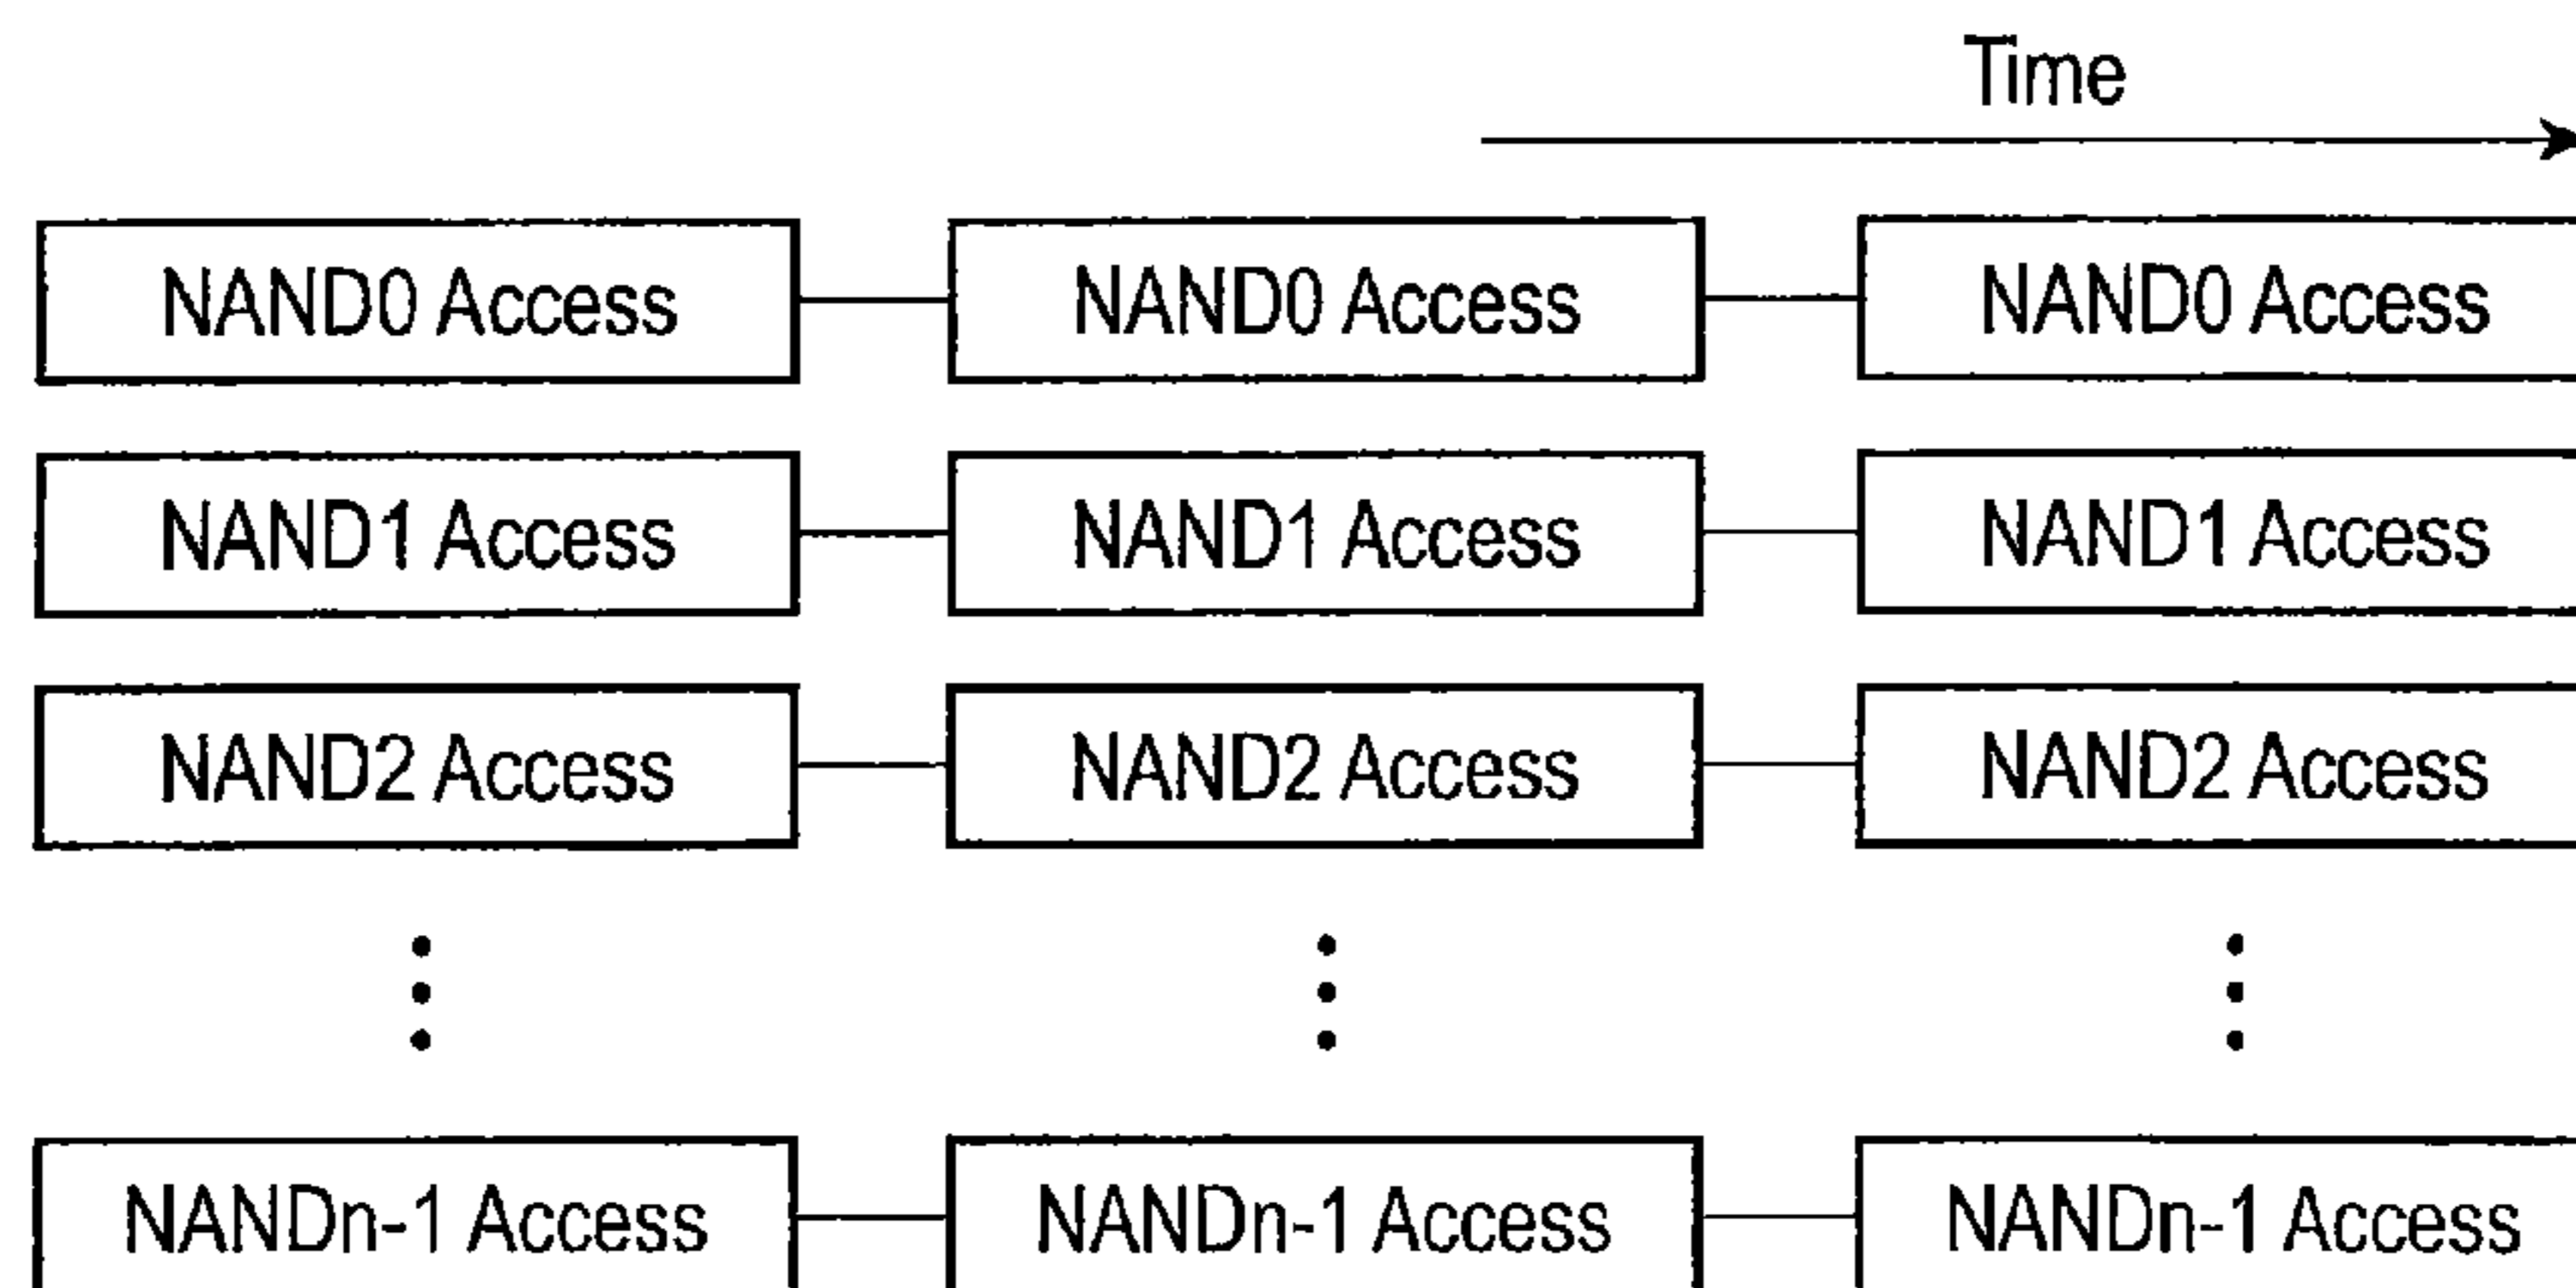 Time
NAND0 Access NAND0 Access NAND0 Access
NAND1 Access NAND1 Access NAND1 Access
NAND2 Access NAND2 Access NAND2 Access
NANDn-1 Access NANDn-1 Access NANDn-1 Access